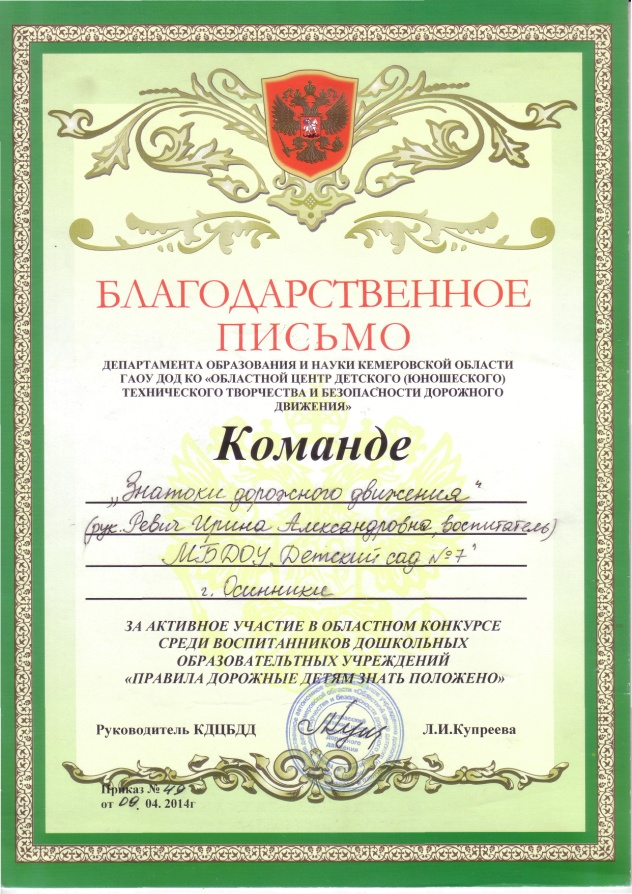 БЛАГОДАРСТВЕННОЕ
ПИСЬМО
ДЕПАРТАМЕНТА ОБРАЗОВАНИЯ И НАУКИ КЕМЕРОВСКОЙ ОБЛАСТИ
ГАОУ ДОД КО «ОБЛАСТНОЙ ЦЕНТР ДЕТСКОГО (ЮНОШЕСКОГО)
ТЕХНИЧЕСКОГО ТВОРЧЕСТВА И БЕЗОПАСНОСТИ ДОРОЖНОГО
ДВИЖЕНИЯ»
Команде
„Знатоки дорожного движения"
(рук. Ревич Ирина Александровна, воспитатель)
МБДОУ „Детский сад №7"
г. Осинники
ЗА АКТИВНОЕ УЧАСТИЕ В ОБЛАСТНОМ КОНКУРСЕ
СРЕДИ ВОСПИТАННИКОВ ДОШКОЛЬНЫХ
ОБРАЗОВАТЕЛЬТНЫХ УЧРЕЖДЕНИЙ
«ПРАВИЛА ДОРОЖНЫЕ ДЕТЯМ ЗНАТЬ ПОЛОЖЕНО»
Руководитель КДЦБДД Л.И.Купреева
Приказ № 49
от 09. 04. 2014г